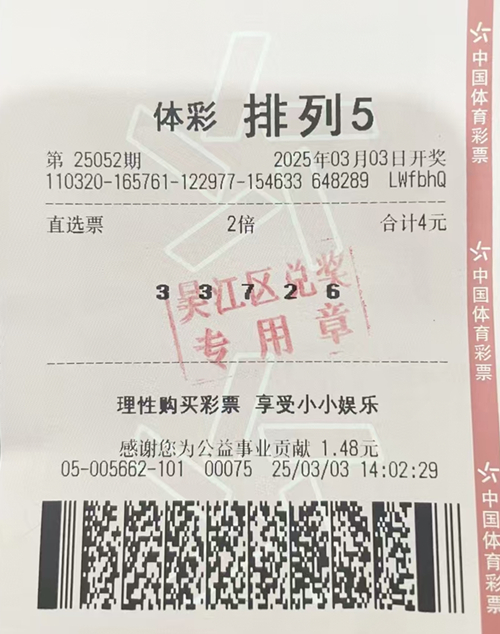 体彩 排列5
第 25052期 2025年03月03日开奖
110320-165761-122977-154633 648289 LWfbhQ
直选票 2倍 合计4元
3 3 7 2 6
吴江区兑奖
专用章
理性购买彩票 享受小小娱乐
感谢您为公益事业贡献 1.48元
05-005662-101 00075 25/03/03 14:02:29
中国体育彩票
中国体育彩票
中国体育彩票